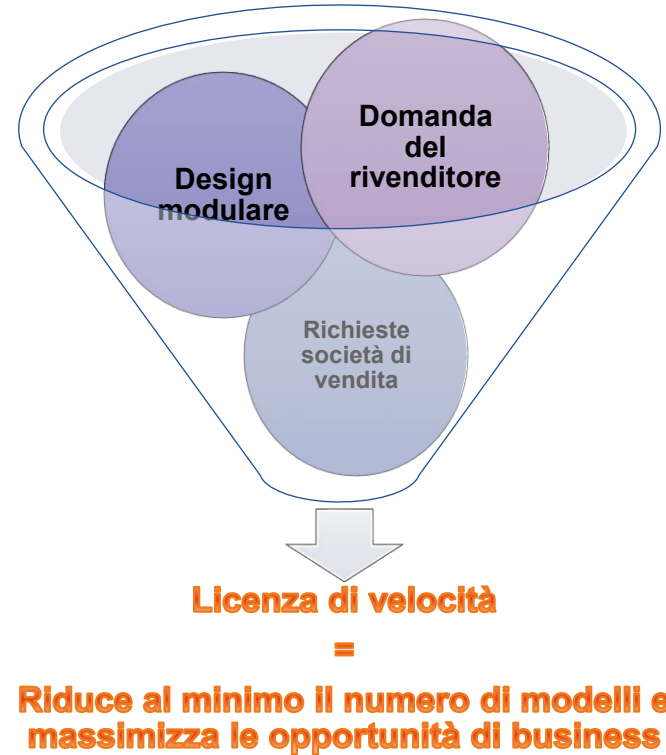 Domanda
del
rivenditore
Design
modulare
Richieste
società di
vendita
Licenza di velocità
=
Riduce al minimo il numero di modelli e
massimizza le opportunità di business